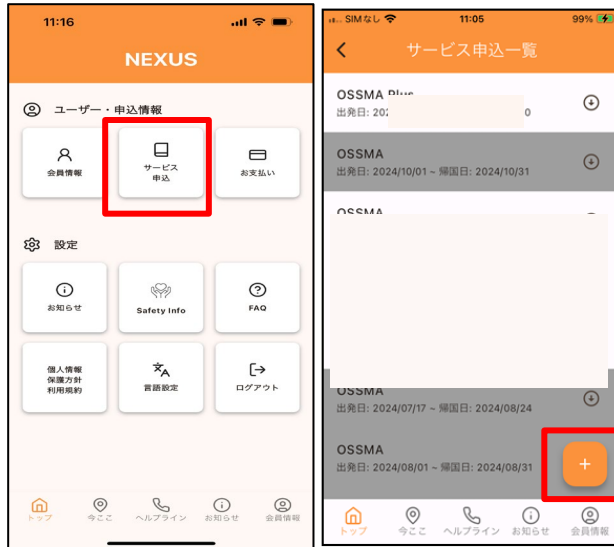 11:16
NEXUS
ユーザー・申込情報
会員情報
サービス
申込
お支払い
設定
お知らせ
Safety Info
FAQ
個人情報
保護方針
利用規約
言語設定
ログアウト
トップ
今ここ
ヘルプライン
お知らせ
会員情報
SIMなし
11:05
99%
サービス申込一覧
OSSMA Plus
出発日: 202
0
OSSMA
出発日: 2024/10/01 ~ 帰国日: 2024/10/31
OSSMA
OSSMA
出発日: 2024/07/17 ~ 帰国日: 2024/08/24
OSSMA
出発日: 2024/08/01 ~ 帰国日: 2024/08/31
+
トップ
今ここ
ヘルプライン
お知らせ
会員情報